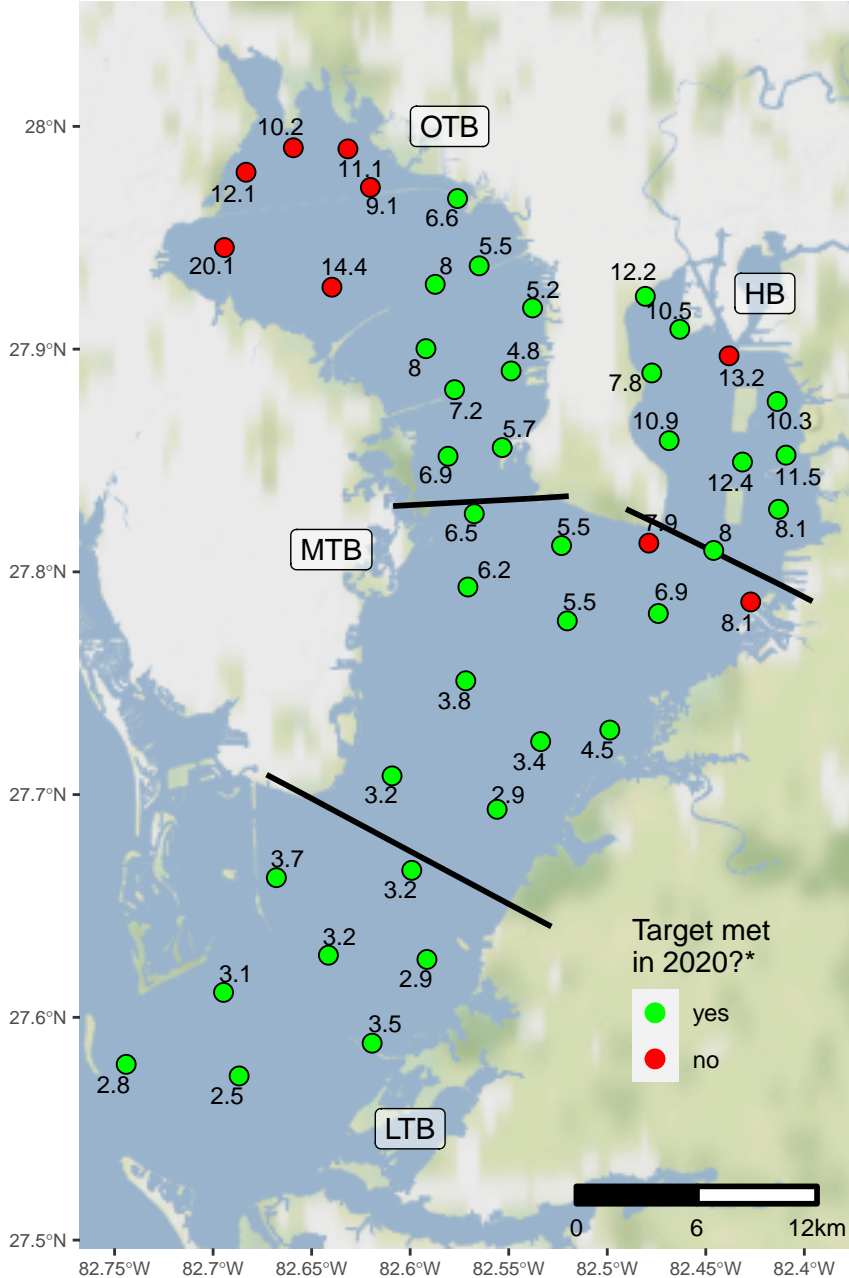 28°N
27.9°N
27.8°N
27.7°N
27.6°N
27.5°N
82.75°W
82.7°W
82.65°W
82.6°W
82.55°W
82.5°W
82.45°W
82.4°W
OTB
10.2
11.1
12.1
9.1
6.6
20.1
14.4
8
5.5
5.2
8
4.8
7.2
5.7
6.9
HB
12.2
10.5
13.2
7.8
10.3
10.9
12.4
11.5
8.1
8
MTB
6.5
5.5
7.9
6.2
5.5
6.9
8.1
3.8
3.4
4.5
3.2
2.9
3.7
3.2
3.2
2.9
3.1
3.5
2.8
2.5
LTB
Target met
in 2020?*
yes
no
0 6 12km